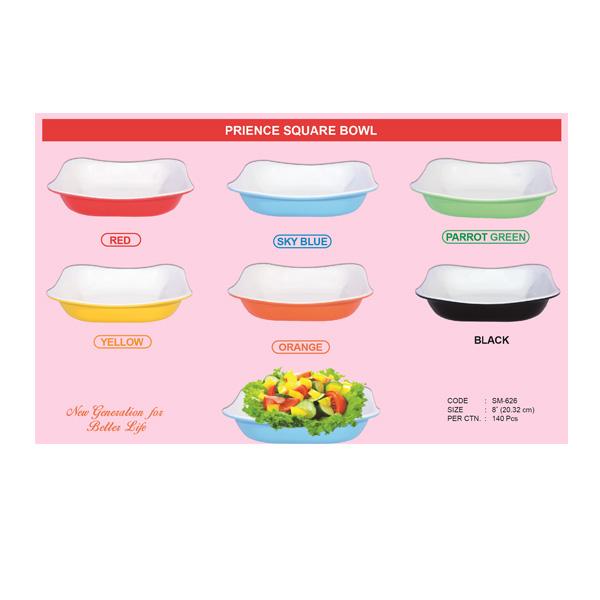 PRIENCE SQUARE BOWL
RED
SKY BLUE
PARROT GREEN
YELLOW
ORANGE
BLACK
New Generation for
Better Life
CODE : SM-626
SIZE : 8" (20.32 cm)
PER CTN. : 140 Pcs